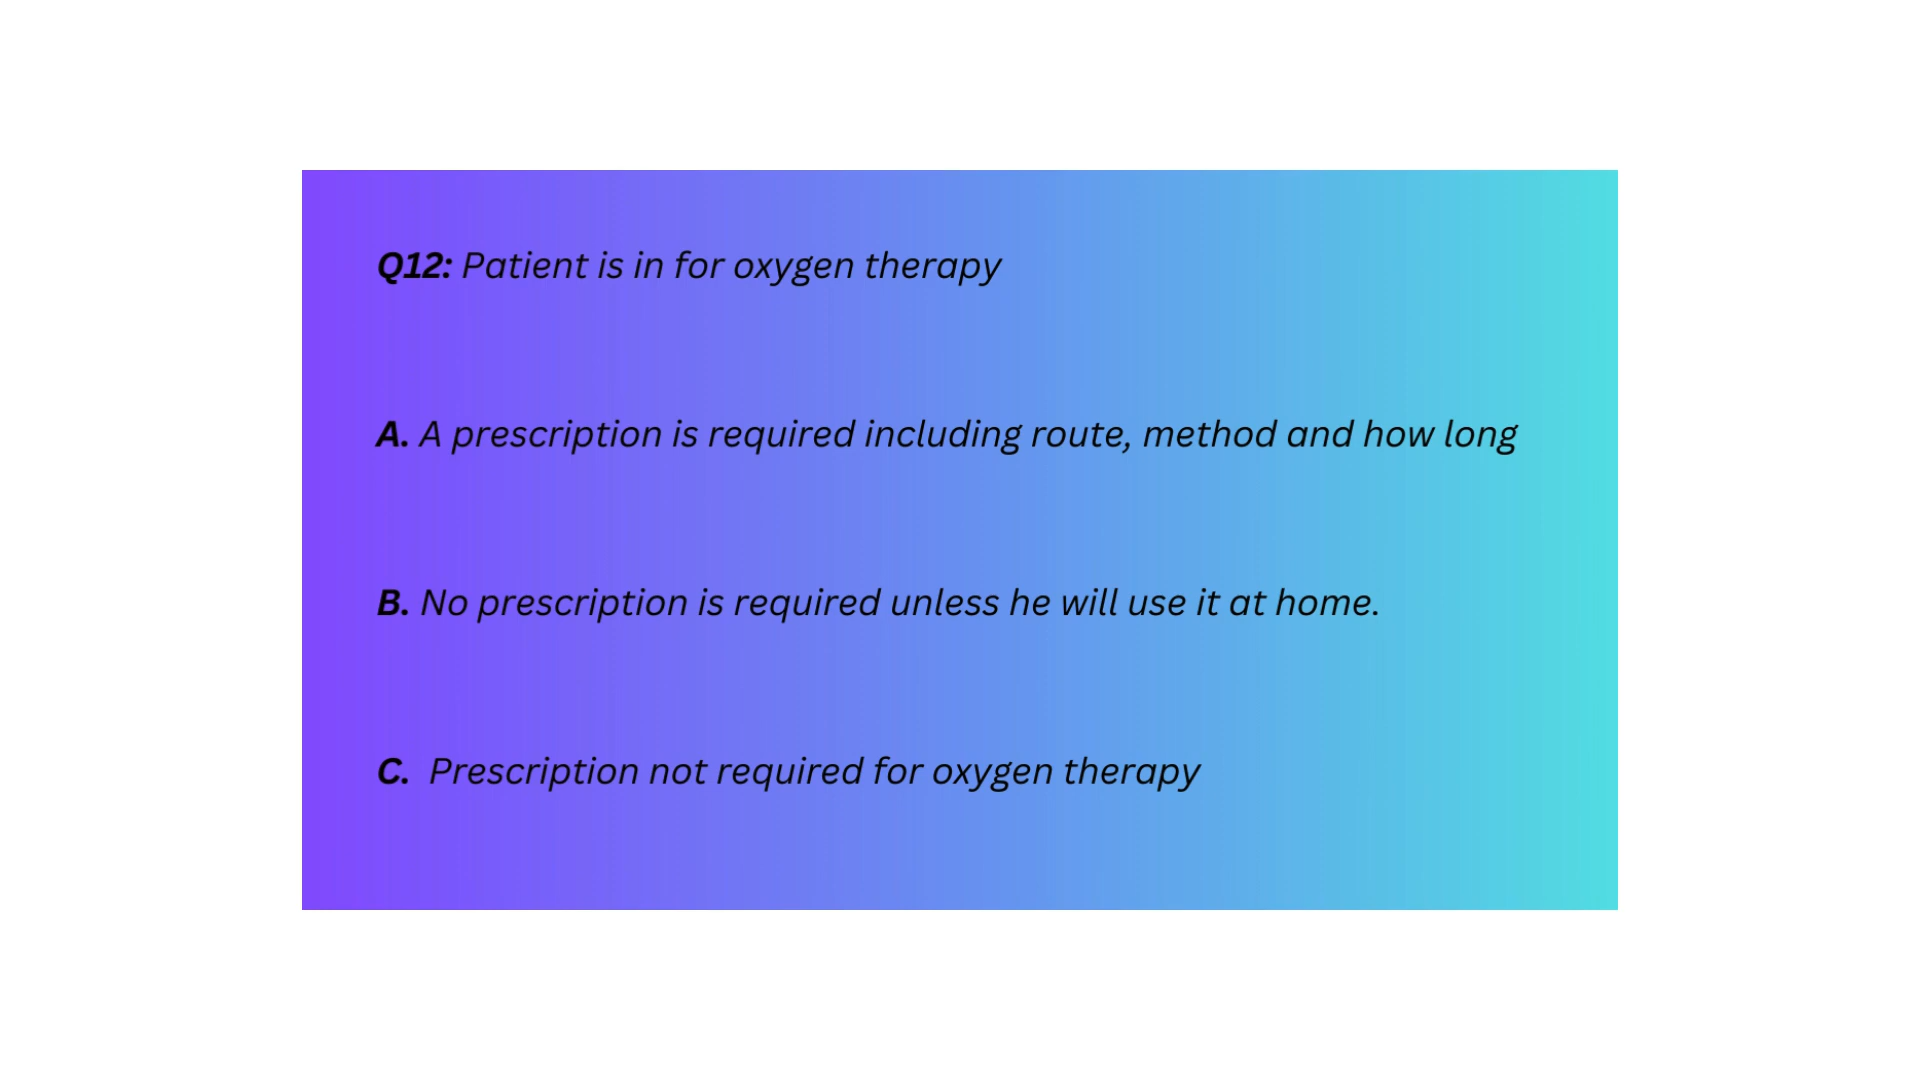 Q12: Patient is in for oxygen therapy
A. A prescription is required including route, method and how long
B. No prescription is required unless he will use it at home.
C. Prescription not required for oxygen therapy